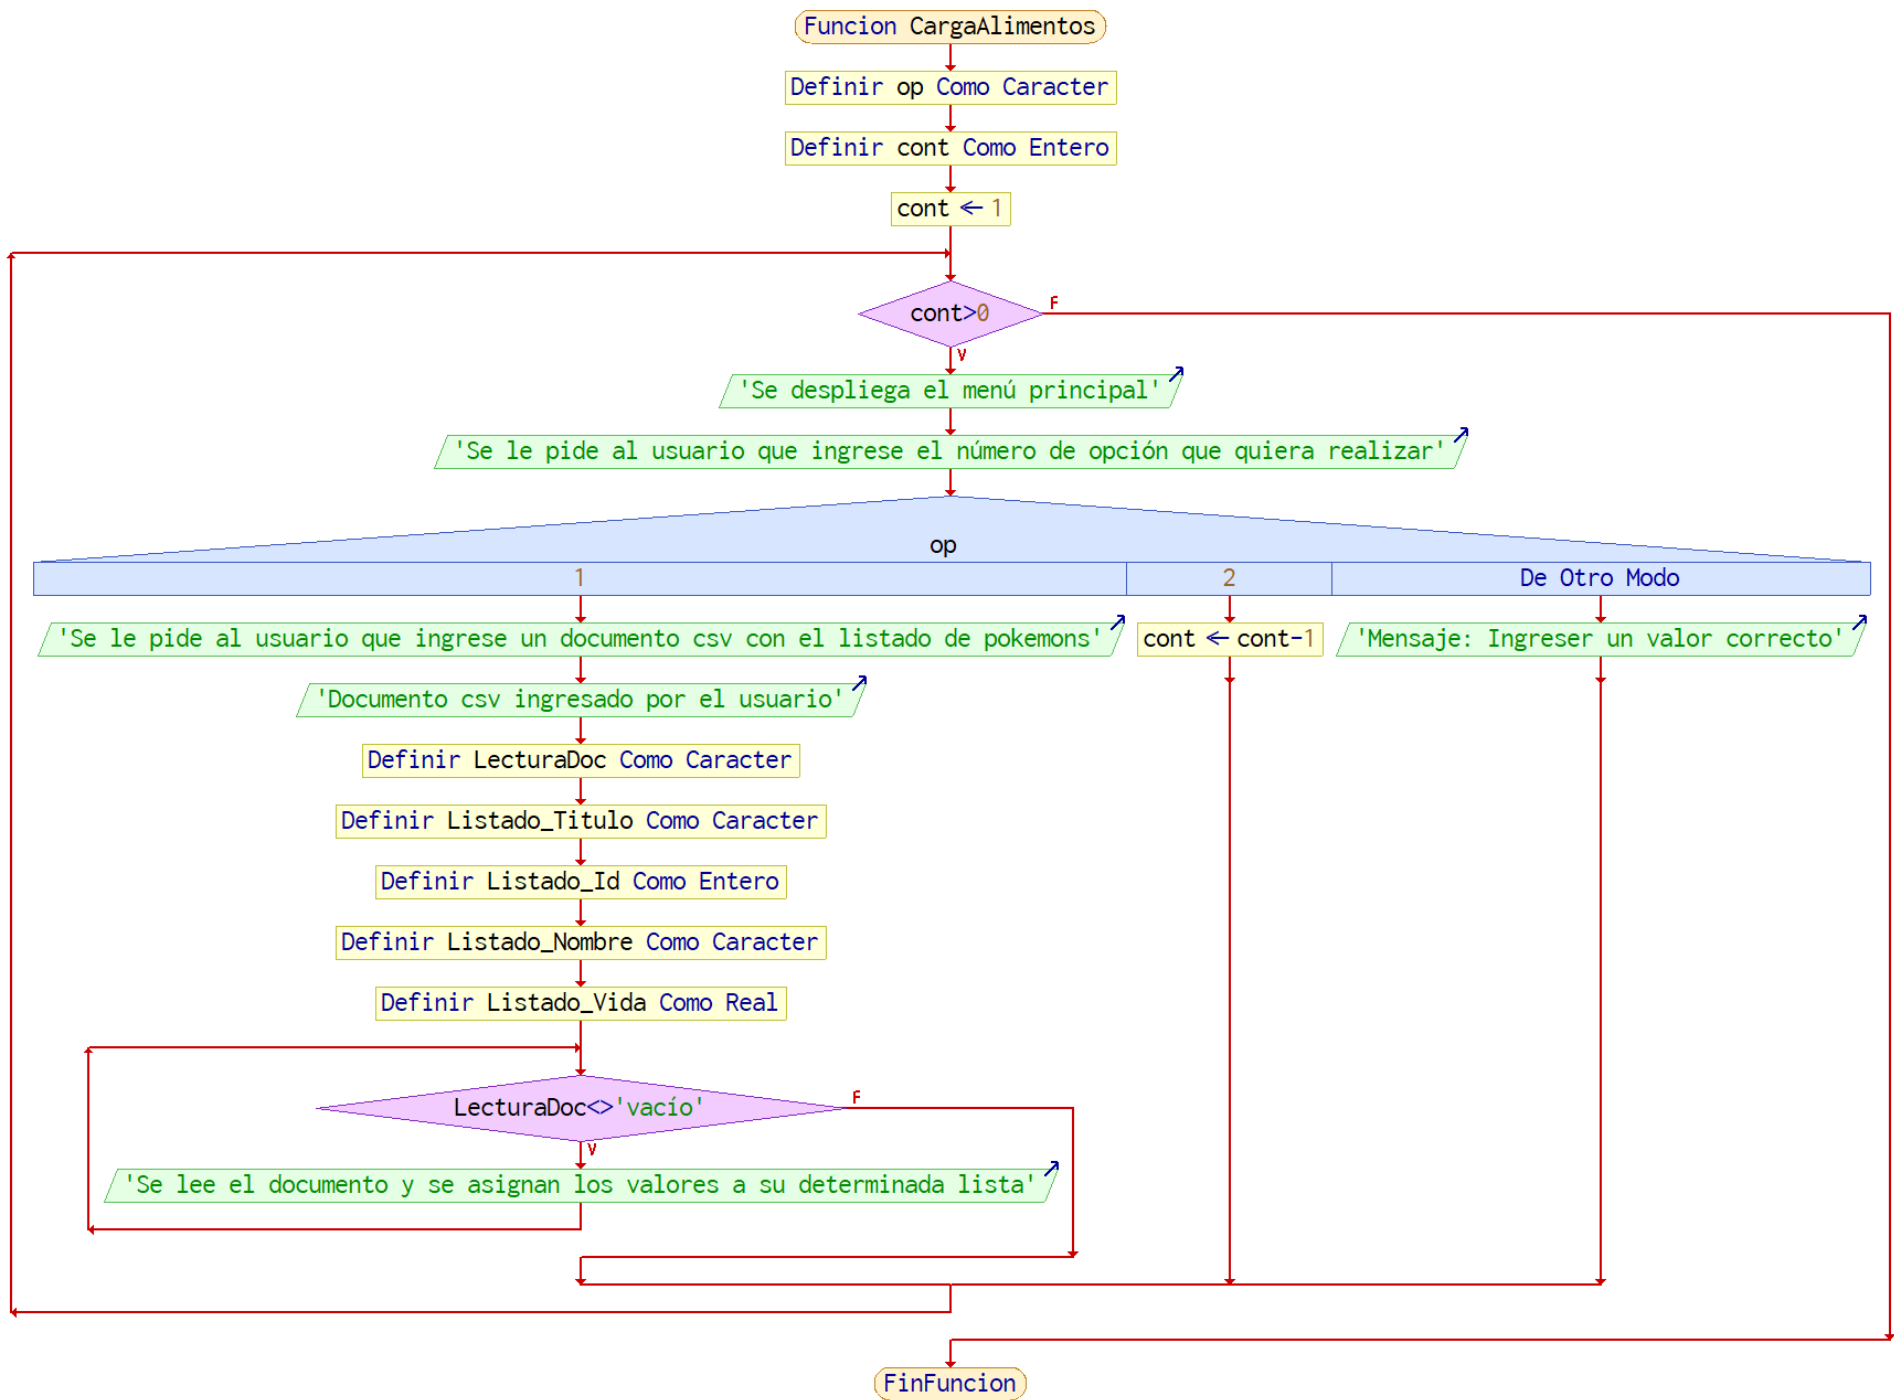 Funcion CargaAlimentos
Definir op Como Caracter
Definir cont Como Entero
cont ← 1
cont>0
F
V
'Se despliega el menú principal'
'Se le pide al usuario que ingrese el número de opción que quiera realizar'
op
1
2
De Otro Modo
'Se le pide al usuario que ingrese un documento csv con el listado de pokemons'
cont ← cont-1
'Mensaje: Ingreser un valor correcto'
'Documento csv ingresado por el usuario'
Definir LecturaDoc Como Caracter
Definir Listado_Titulo Como Caracter
Definir Listado_Id Como Entero
Definir Listado_Nombre Como Caracter
Definir Listado_Vida Como Real
LecturaDoc<>'vacío'
F
V
'Se lee el documento y se asignan los valores a su determinada lista'
FinFuncion